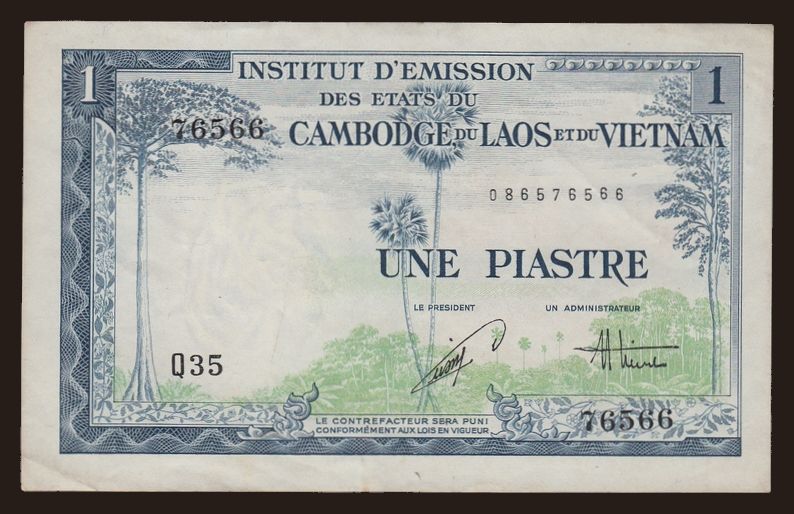 1
INSTITUT D'EMISSION
1
DES ETATS DU
76566
CAMBODGE, DU LAOS ET DU VIETNAM
086576566
UNE PIASTRE
LE PRESIDENT
UN ADMINISTRATEUR
Q35
76566
LE CONTREFACTEUR SERA PUNI
CONFORMÉMENT AUX LOIS EN VIGUEUR